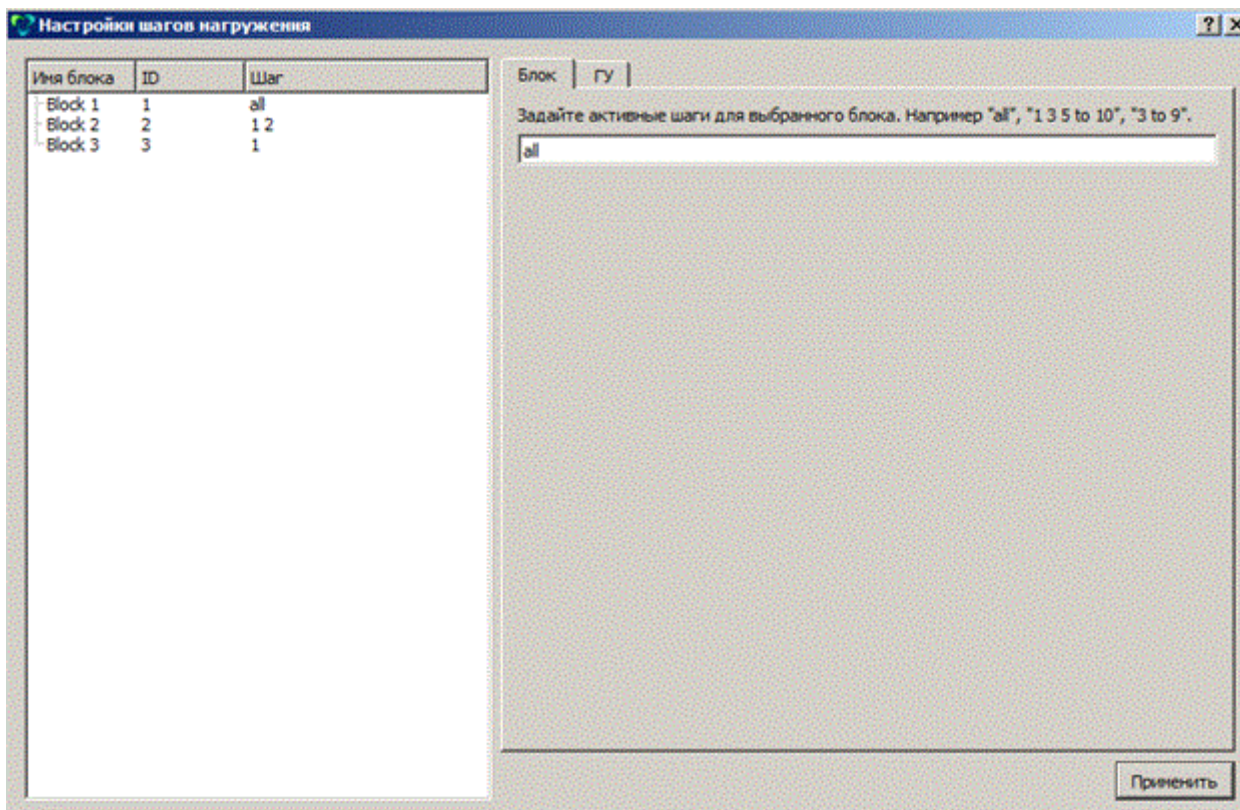 Настройки шагов нагружения
Имя блока ID Шаг
Block 1 1 all
Block 2 2 1 2
Block 3 3 1
Блок ГУ
Задайте активные шаги для выбранного блока. Например "all", "1 3 5 to 10", "3 to 9".
all
Применить